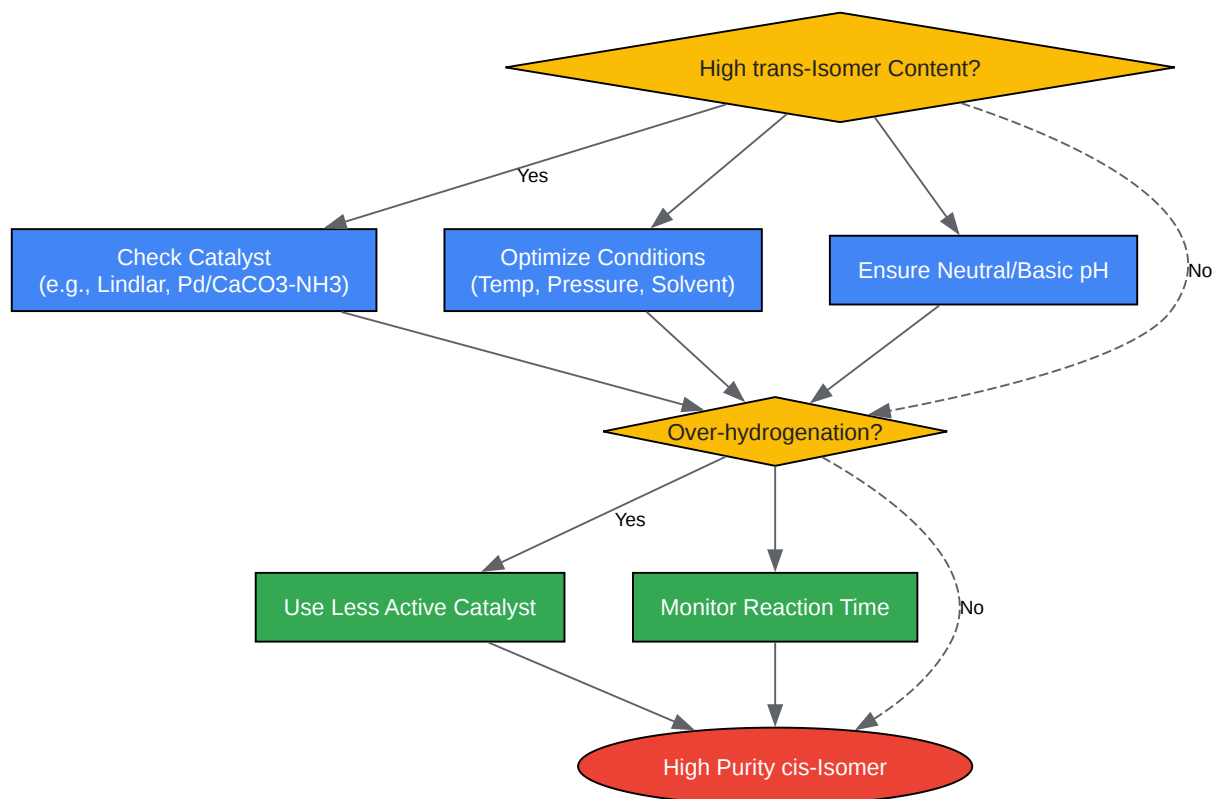 High trans-Isomer Content?
Yes
Check Catalyst
(e.g., Lindlar, Pd/CaCO3-NH3)
Optimize Conditions
(Temp, Pressure, Solvent)
Ensure Neutral/Basic pH
No
Over-hydrogenation?
Yes
Use Less Active Catalyst
Monitor Reaction Time
No
High Purity cis-Isomer